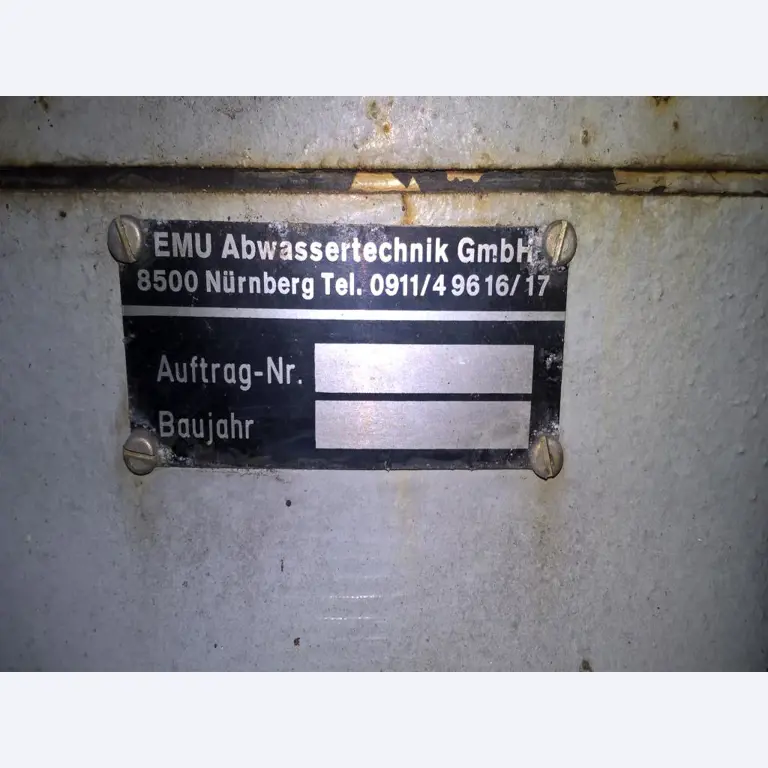 EMU Abwassertechnik GmbH
8500 Nürnberg Tel. 0911/4 96 16/17
Auftrag-Nr.
Baujahr